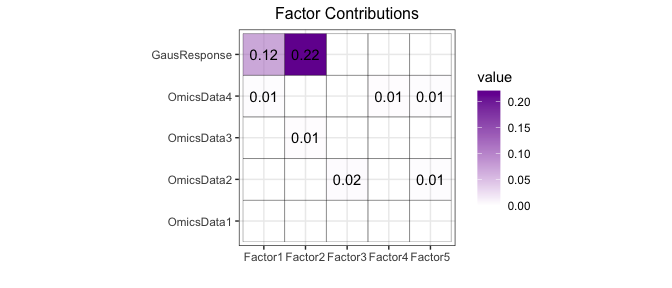 Factor Contributions
GausResponse 0.12 0.22
OmicsData4 0.01 0.01 0.01
OmicsData3 0.01
OmicsData2 0.02 0.01
OmicsData1
Factor1 Factor2 Factor3 Factor4 Factor5
value
0.20
0.15
0.10
0.05
0.00